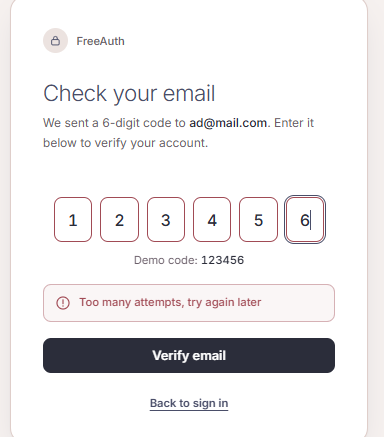 FreeAuth
Check your email
We sent a 6-digit code to ad@mail.com. Enter it
below to verify your account.
1 2 3 4 5 6
Demo code: 123456
Too many attempts, try again later
Verify email
Back to sign in